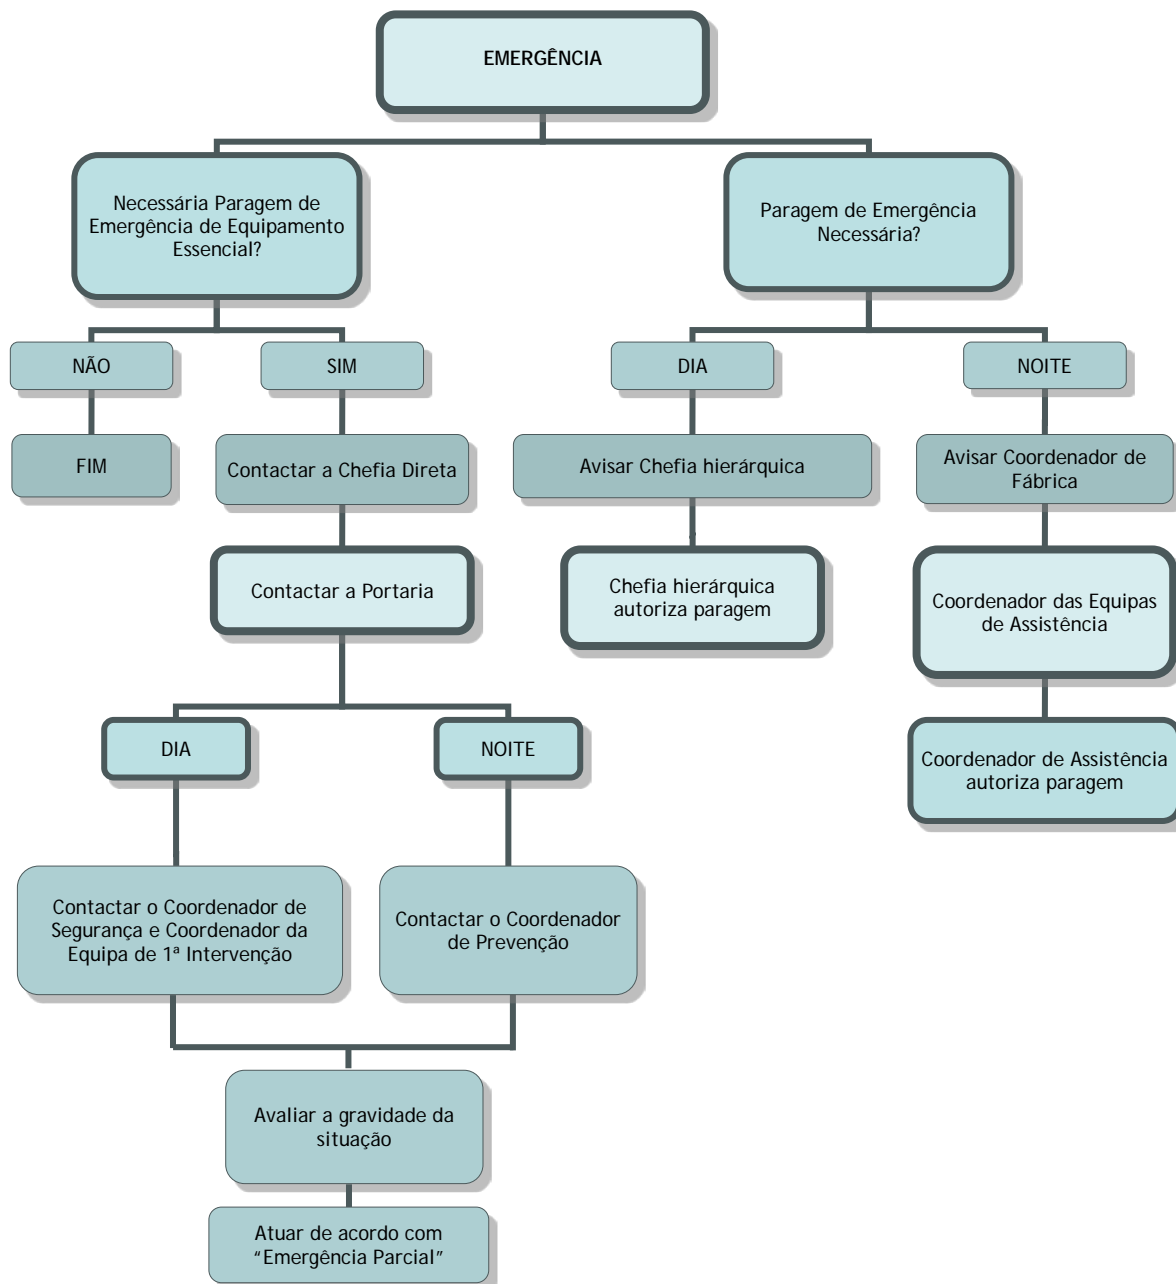 EMERGÊNCIA
Necessária Paragem de
Emergência de Equipamento
Essencial?
Paragem de Emergência
Necessária?
NÃO
SIM
DIA
NOITE
FIM
Contactar a Chefia Direta
Avisar Chefia hierárquica
Avisar Coordenador de
Fábrica
Contactar a Portaria
Chefia hierárquica
autoriza paragem
Coordenador das Equipas
de Assistência
DIA
NOITE
Coordenador de Assistência
autoriza paragem
Contactar o Coordenador de
Segurança e Coordenador da
Equipa de 1ª Intervenção
Contactar o Coordenador
de Prevenção
Avaliar a gravidade da
situação
Atuar de acordo com
“Emergência Parcial”